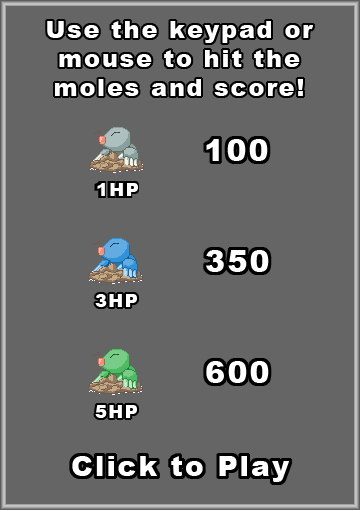 Use the keypad or
mouse to hit the
moles and score!
100
1HP
350
3HP
600
5HP
Click to Play